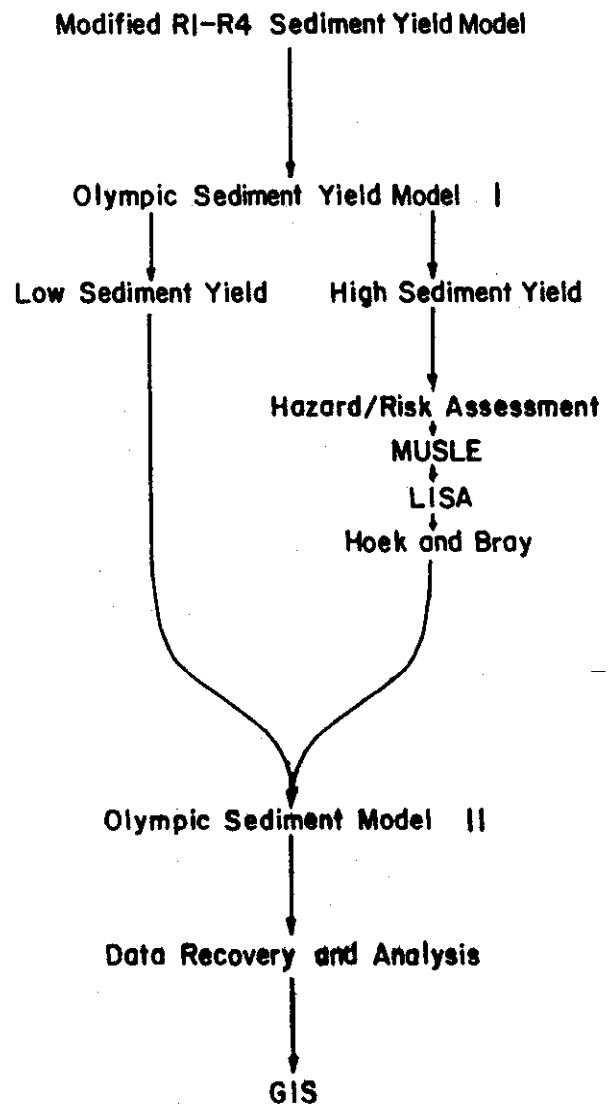 Modified R1-R4 Sediment Yield Model
Olympic Sediment Yield Model I
Low Sediment Yield
High Sediment Yield
Hazard/Risk Assessment
MUSLE
LISA
Hoek and Bray
Olympic Sediment Model II
Data Recovery and Analysis
GIS